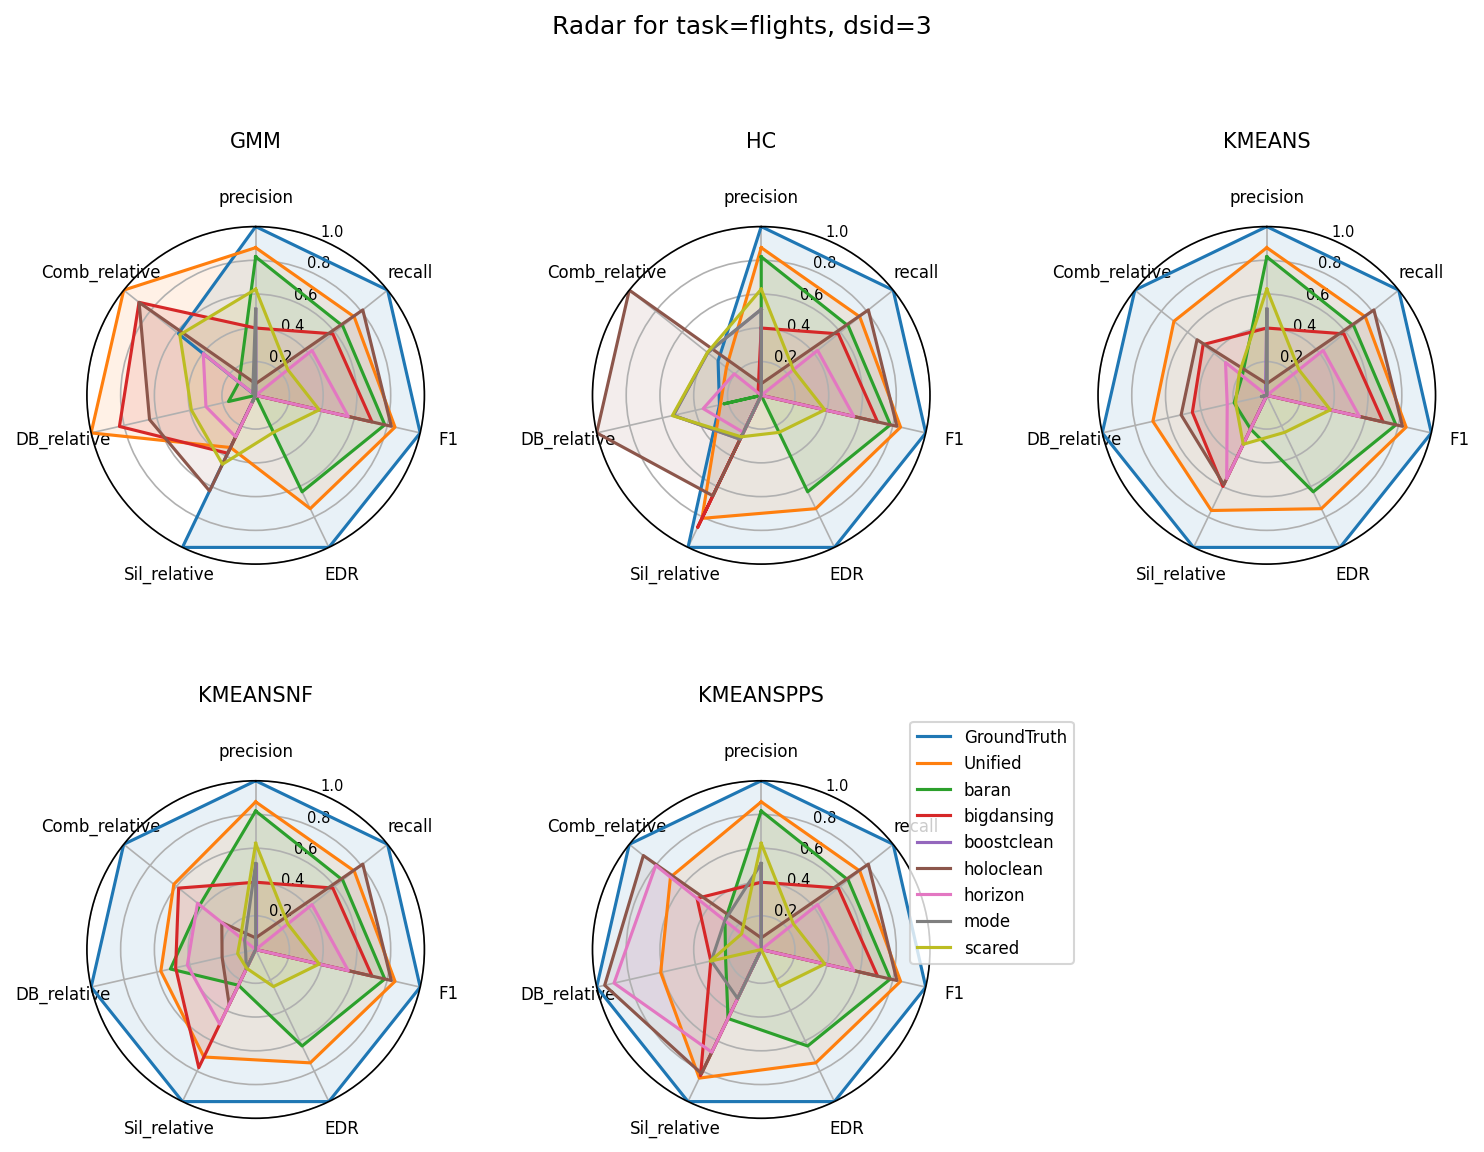 Radar for task=flights, dsid=3
GMM
precision
recall
F1
EDR
Sil_relative
DB_relative
Comb_relative
0.2
0.4
0.6
0.8
1.0
HC
precision
recall
F1
EDR
Sil_relative
DB_relative
Comb_relative
0.2
0.4
0.6
0.8
1.0
KMEANS
precision
recall
F1
EDR
Sil_relative
DB_relative
Comb_relative
0.2
0.4
0.6
0.8
1.0
KMEANSNF
precision
recall
F1
EDR
Sil_relative
DB_relative
Comb_relative
0.2
0.4
0.6
0.8
1.0
KMEANSPPS
precision
recall
F1
EDR
Sil_relative
DB_relative
Comb_relative
0.2
0.4
0.6
0.8
1.0
GroundTruth
Unified
baran
bigdansing
boostclean
holoclean
horizon
mode
scared